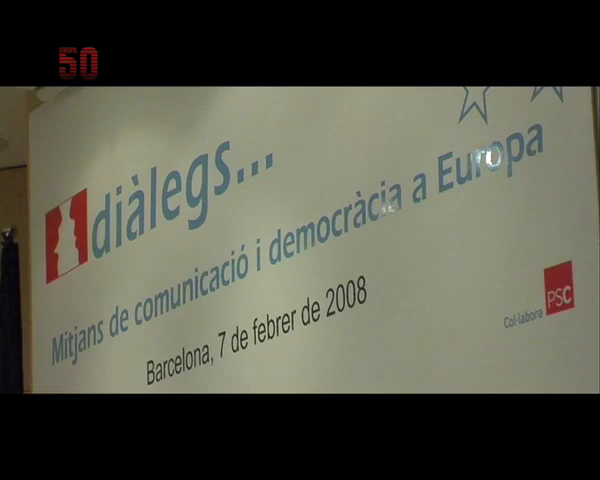 50
diàlegs...
Mitjans de comunicació i democràcia a Europa
Barcelona, 7 de febrer de 2008
Col·labora
PSC